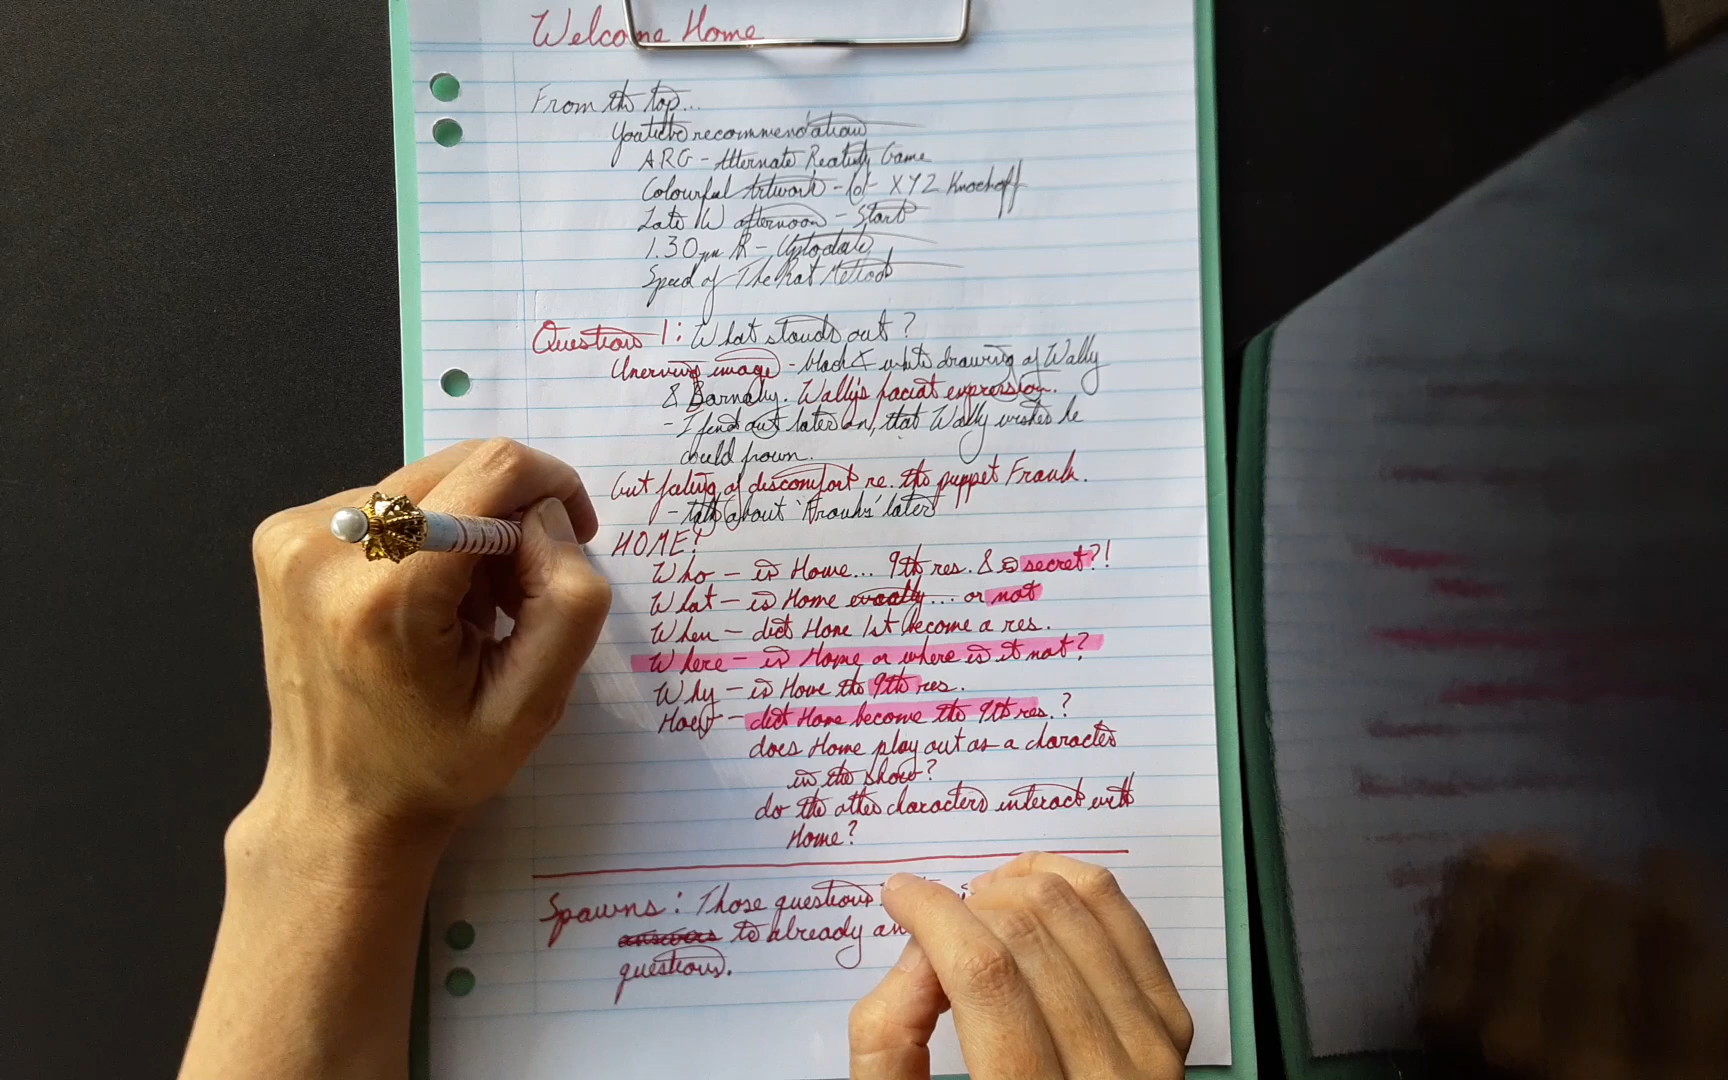 Welcome Home
From the top...
Youtube recommendation
ARG - Alternate Reality Game
Colourful Artwork - lot XYZ Knockoff
Late W afternoon - Start
1.30pm R - Up to date
Speed of The Rat Method
Question 1: What stands out?
Unerving image - black & white drawing of Wally
& Barnaby. Wally's facial expression.
- I find out later on, that Wally wishes he
could frown.
Gut feling of discomfort re. the puppet Frank.
- talk about 'Franks' later
HOME?
Who - is Home... 9th res. & a secret?!
What - is Home exactly... or not
When - did Home 1st become a res.
Where - is Home or where is it not?
Why - is Home the 9th res.
How - did Home become the 9th res.?
does Home play out as a character
in the show?
do the other characters interact with
Home?
Spawns: Those questions
answers to already
questions.